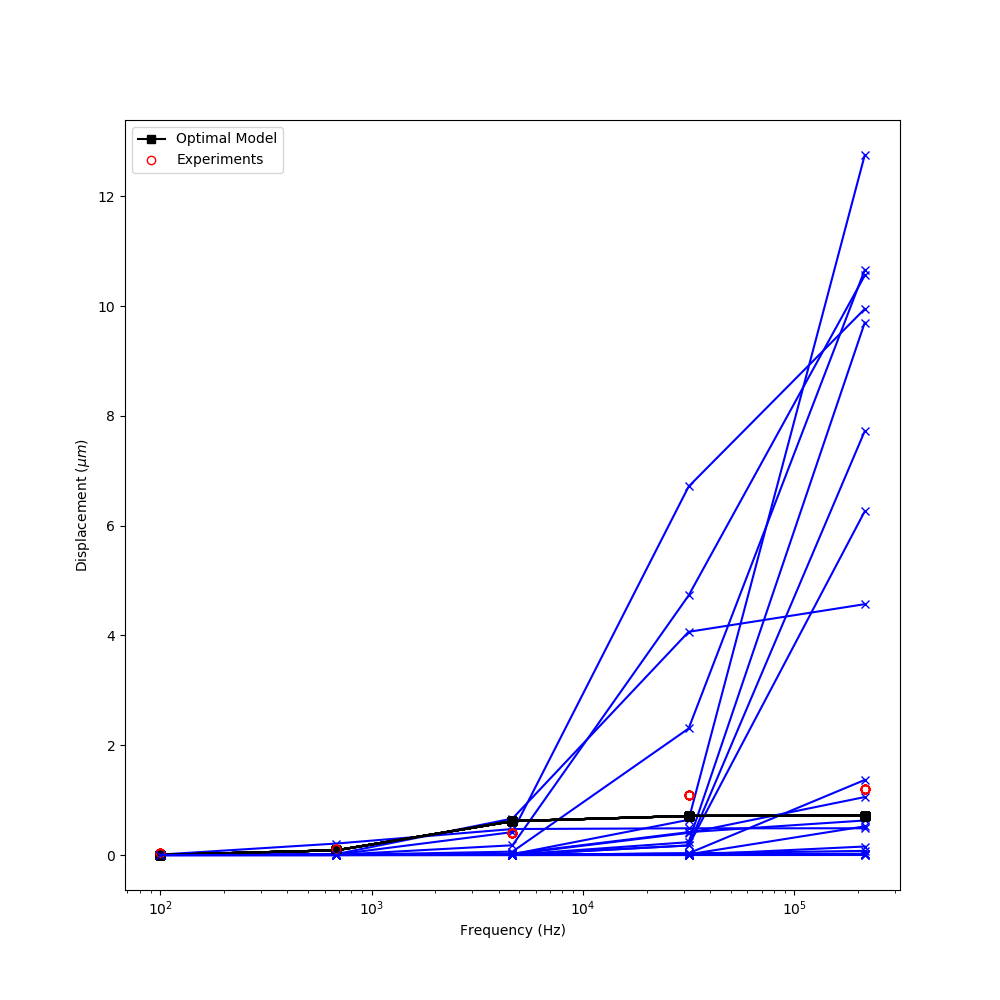 Optimal Model
Experiments
12
10
8
6
4
2
0
Displacement (μm)
10² 10³ 10⁴ 10⁵
Frequency (Hz)